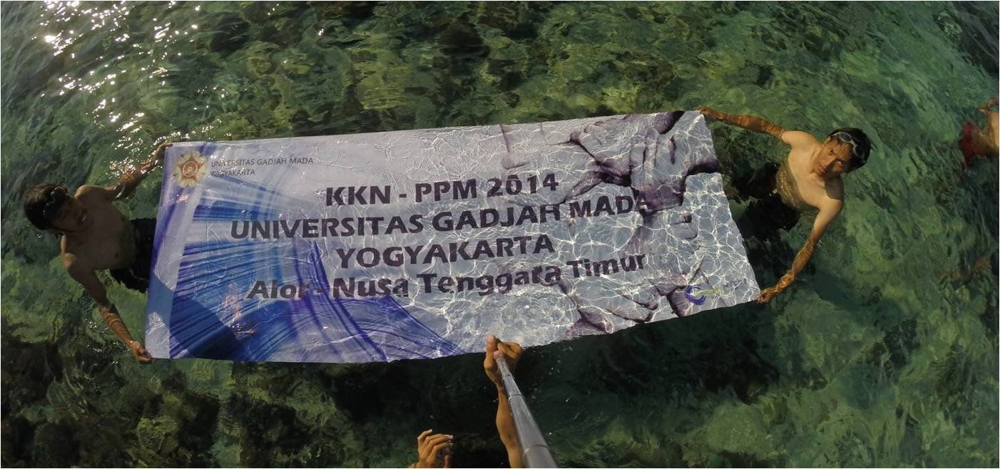 UNIVERSITAS GADJAH MADA
YOGYAKARTA
KKN - PPM 2014
UNIVERSITAS GADJAH MADA
YOGYAKARTA
Alor - Nusa Tenggara Timur